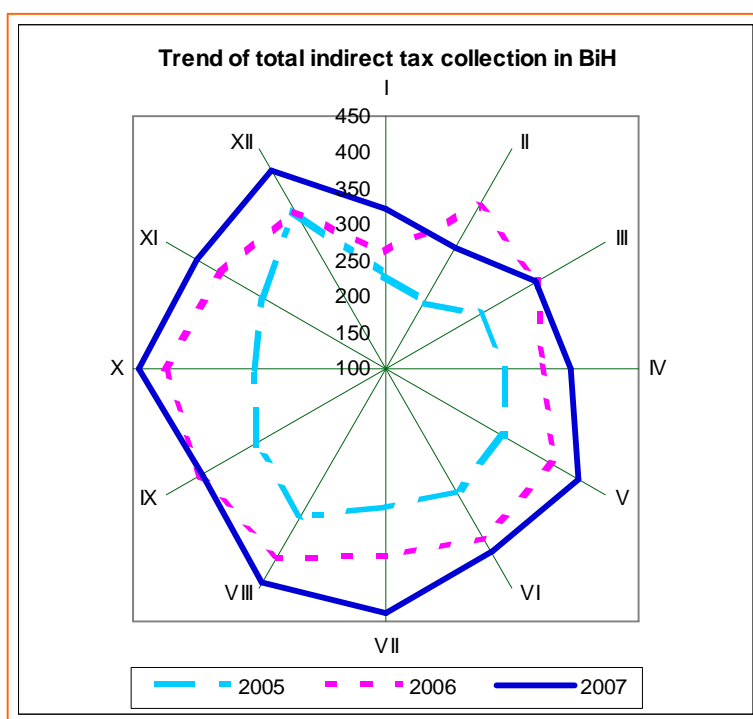 Trend of total indirect tax collection in BiH
I
II
III
IV
V
VI
VII
VIII
IX
X
XI
XII
450
400
350
300
250
200
150
100
2005
2006
2007